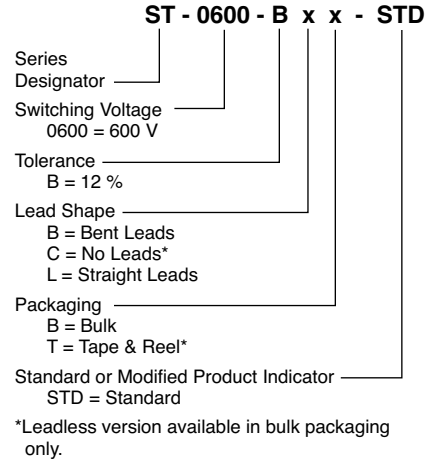 ST - 0600 - B x x - STD
Series
Designator
Switching Voltage
0600 = 600 V
Tolerance
B = 12 %
Lead Shape
B = Bent Leads
C = No Leads*
L = Straight Leads
Packaging
B = Bulk
T = Tape & Reel*
Standard or Modified Product Indicator
STD = Standard
*Leadless version available in bulk packaging
only.